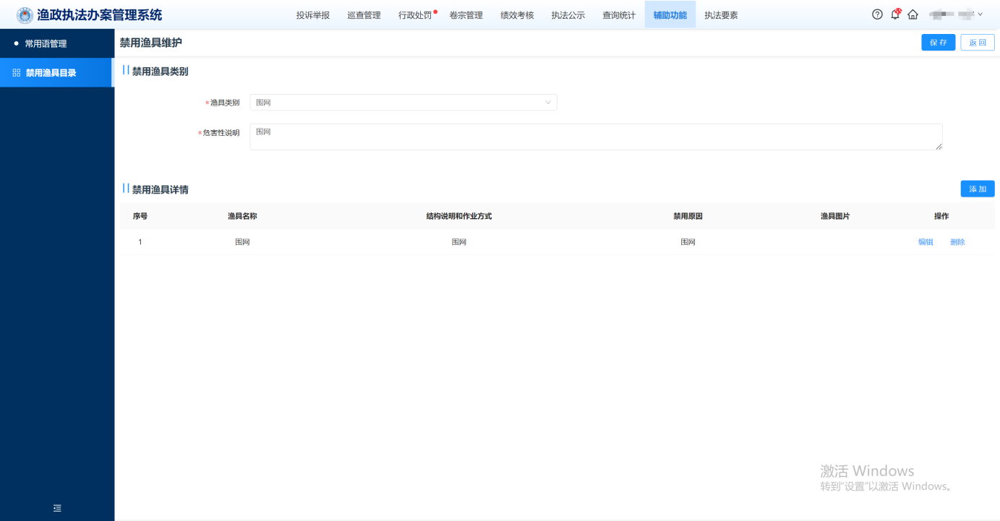 渔政执法办案管理系统
投诉举报 巡查管理 行政处罚 卷宗管理 绩效考核 执法公示 查询统计 辅助功能 执法要素
常用语管理
禁用渔具目录
禁用渔具维护
保存 返回
禁用渔具类别
*渔具类别 围网
*危害性说明 围网
禁用渔具详情
添加
序号 渔具名称 结构说明和作业方式 禁用原因 渔具图片 操作
1 围网 围网 围网 编辑 删除
激活 Windows
转到"设置"以激活 Windows。